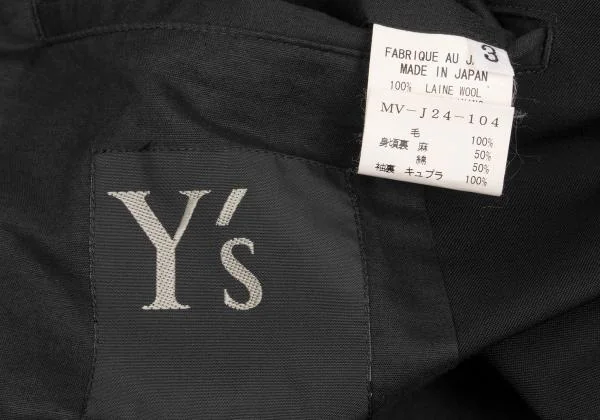 3
FABRIQUE AU J
MADE IN JAPAN
100% LAINE WOOL
MV-J24-104
毛 100%
身頃裏 麻 50%
綿 50%
袖裏 キュプラ 100%
Y's